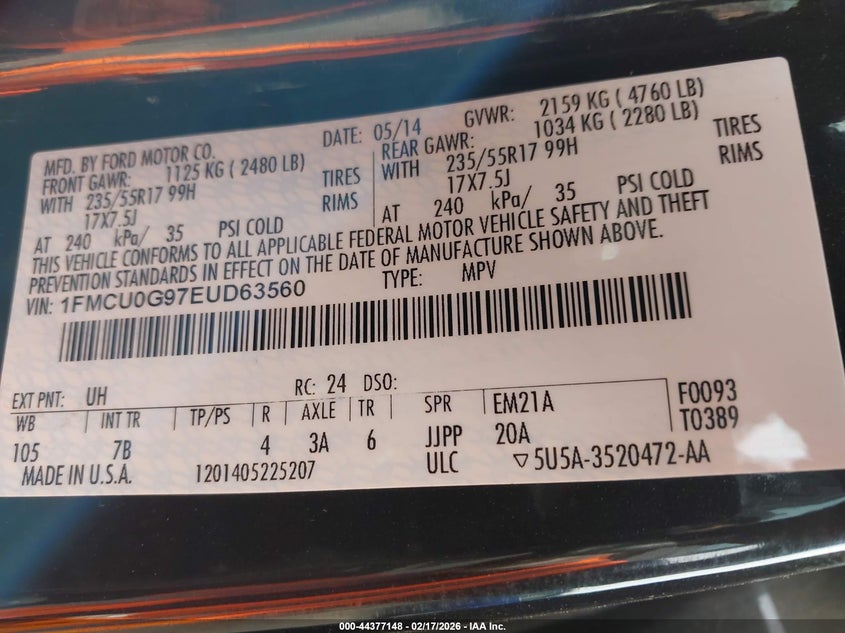 MFD. BY FORD MOTOR CO.
DATE: 05/14
GVWR: 2159 KG ( 4760 LB)
FRONT GAWR: 1125 KG ( 2480 LB)
WITH 235/55R17 99H TIRES
17X7.5J RIMS
AT 240 kPa/ 35 PSI COLD
REAR GAWR: 1034 KG ( 2280 LB)
WITH 235/55R17 99H TIRES
17X7.5J RIMS
AT 240 kPa/ 35 PSI COLD
THIS VEHICLE CONFORMS TO ALL APPLICABLE FEDERAL MOTOR VEHICLE SAFETY AND THEFT
PREVENTION STANDARDS IN EFFECT ON THE DATE OF MANUFACTURE SHOWN ABOVE.
VIN: 1FMCU0G97EUD63560 TYPE: MPV
EXT PNT: UH RC: 24 DSO:
WB INT TR TP/PS R AXLE TR SPR EM21A F0093
105 7B 4 3A 6 JJPP 20A T0389
MADE IN U.S.A. 1201405225207 ULC ▽5U5A-3520472-AA
000-44377148 - 02/17/2026 - IAA Inc.